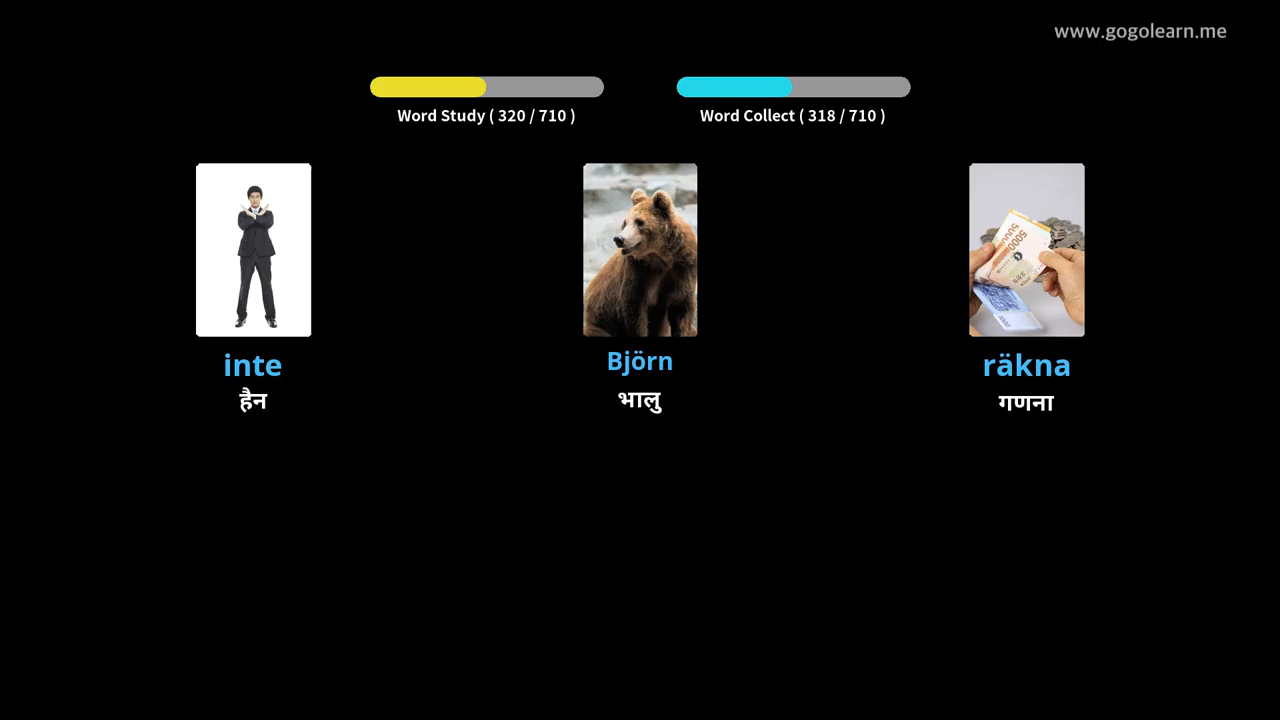 www.gogolearn.me
Word Study ( 320 / 710 )
Word Collect ( 318 / 710 )
inte
Björn
räkna
हैन
भालु
गणना